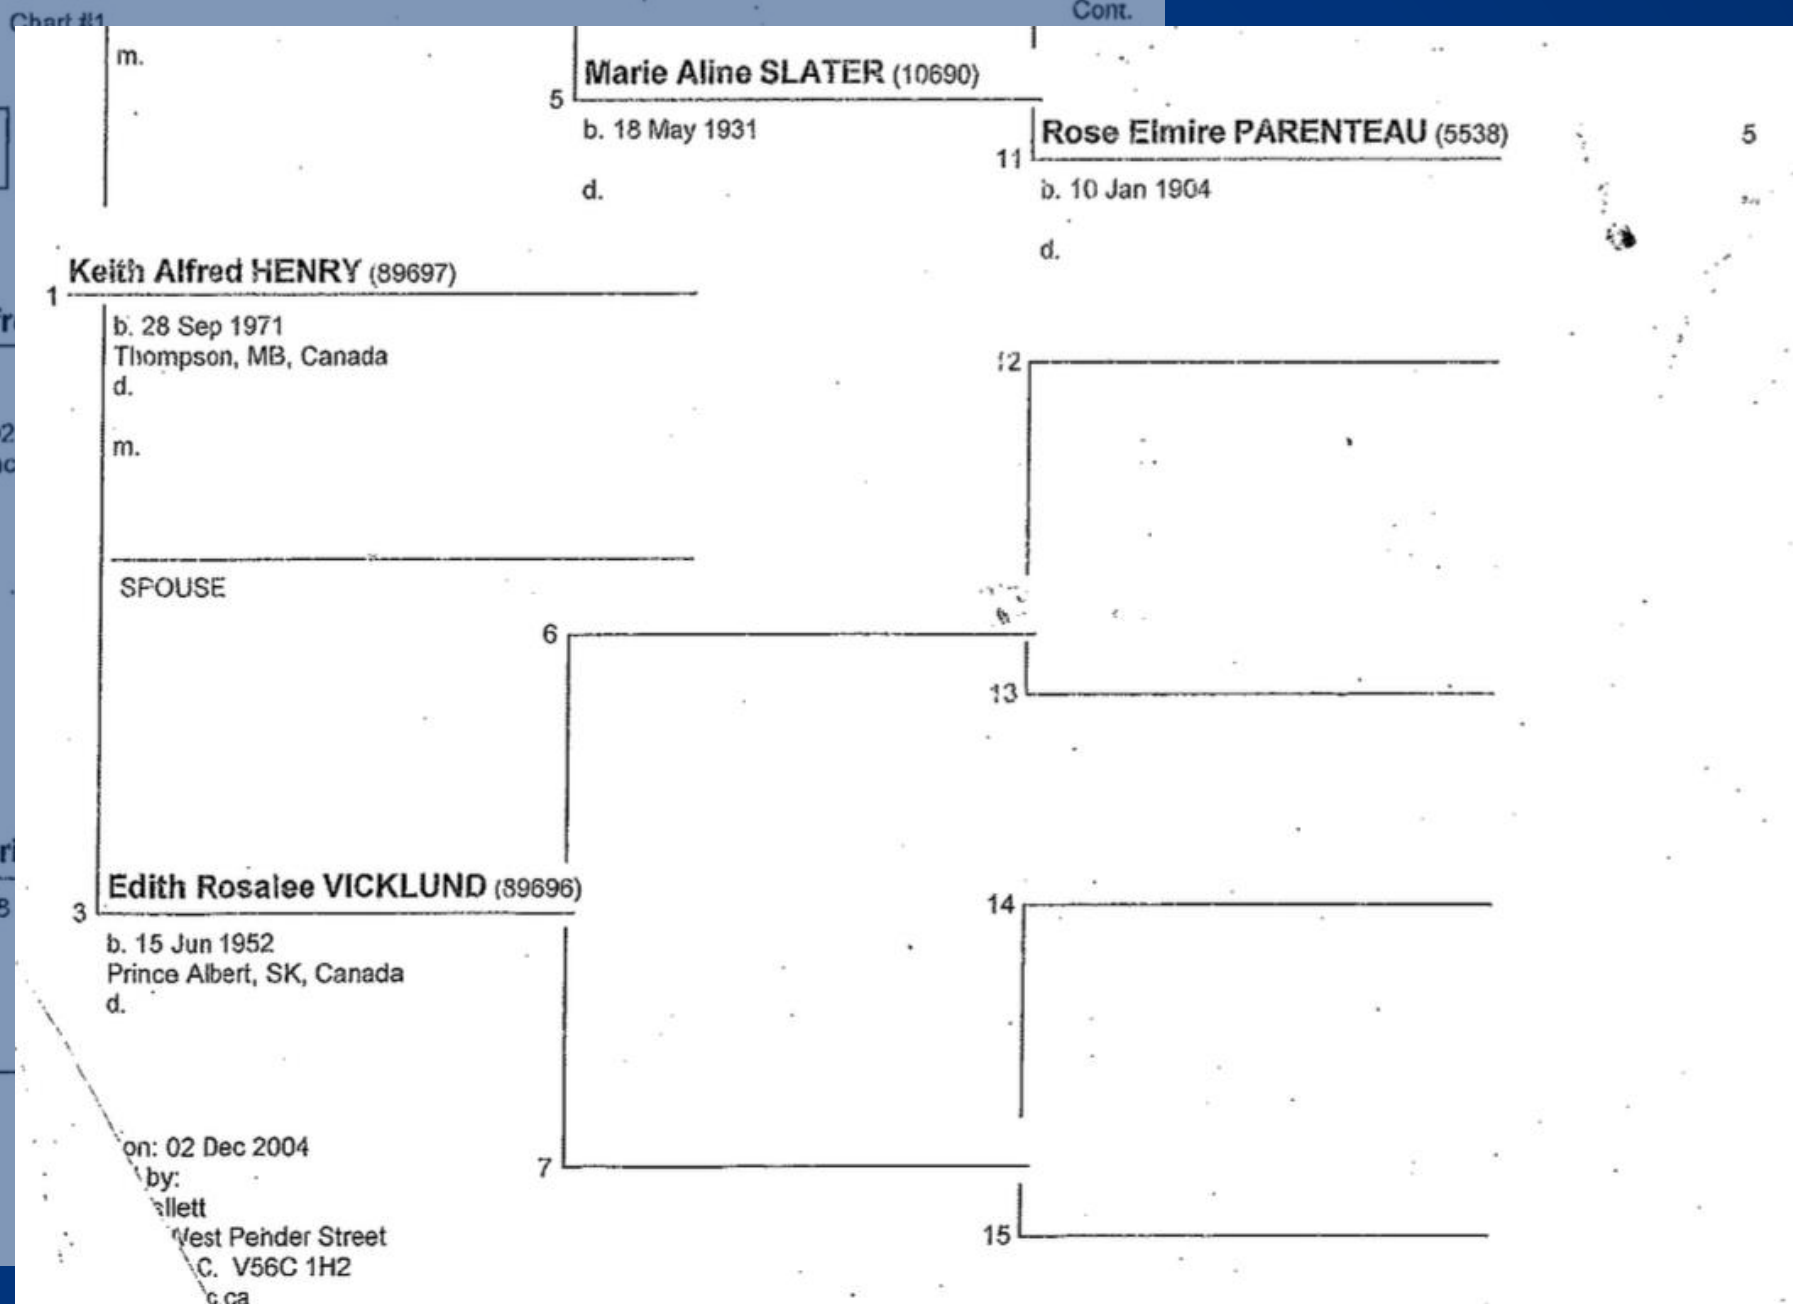 Chart #1
Cont.
m.
Marie Aline SLATER (10690)
5
b. 18 May 1931
d.
Rose Elmire PARENTEAU (5538)
5
11
b. 10 Jan 1904
d.
Keith Alfred HENRY (89697)
1
b. 28 Sep 1971
Thompson, MB, Canada
d.
m.
12
SPOUSE
6
13
Edith Rosalee VICKLUND (89696)
3
b. 15 Jun 1952
Prince Albert, SK, Canada
d.
14
on: 02 Dec 2004
by:
7
West Pender Street
15
C. V56C 1H2
c.ca